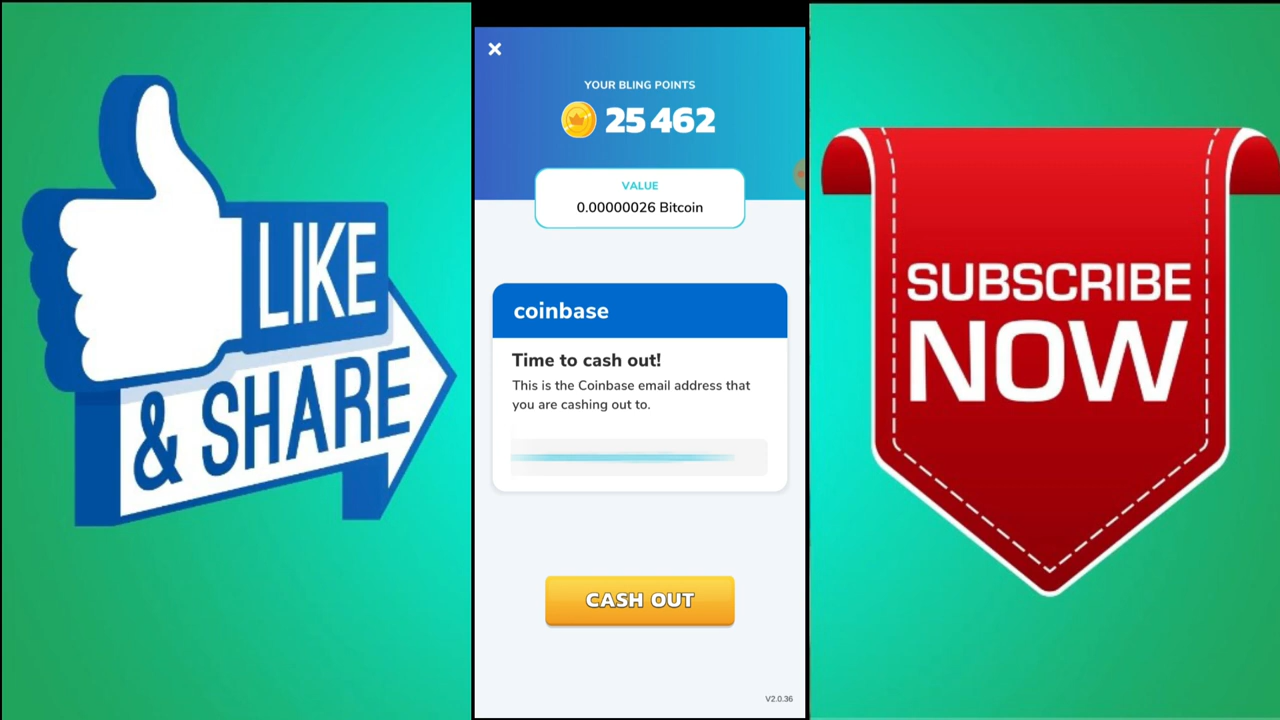 LIKE
& SHARE
YOUR BLING POINTS
25 462
VALUE
0.00000026 Bitcoin
coinbase
Time to cash out!
This is the Coinbase email address that
you are cashing out to.
CASH OUT
V2.0.36
SUBSCRIBE
NOW